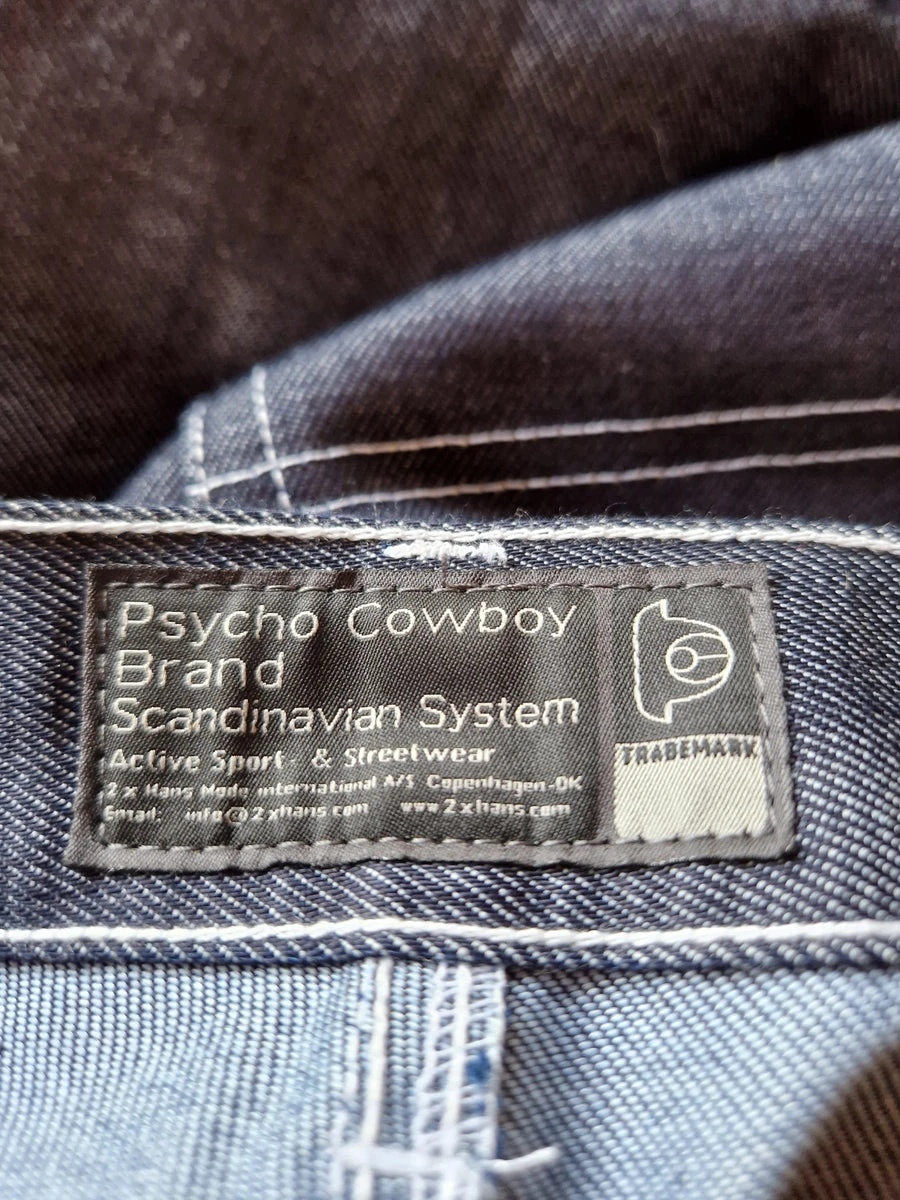 Psycho Cowboy
Brand
Scandinavian System
Active Sport & Streetwear
2 x Hans Mode international A/S Copenhagen-DK
Email: info@2xhans.com www.2xhans.com
TRADEMARK